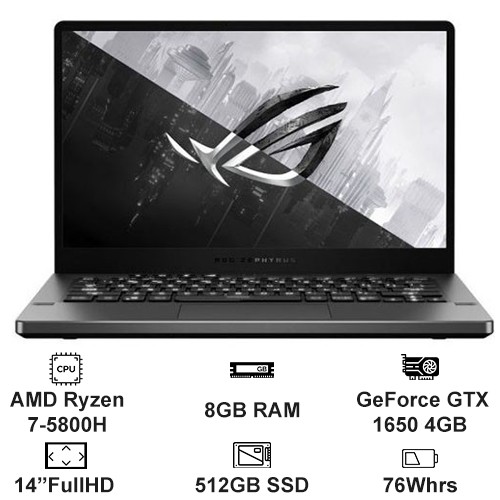 ROG ZEPHYRUS
CPU
GB
AMD Ryzen
7-5800H
8GB RAM
GeForce GTX
1650 4GB
14”FullHD
512GB SSD
76Whrs